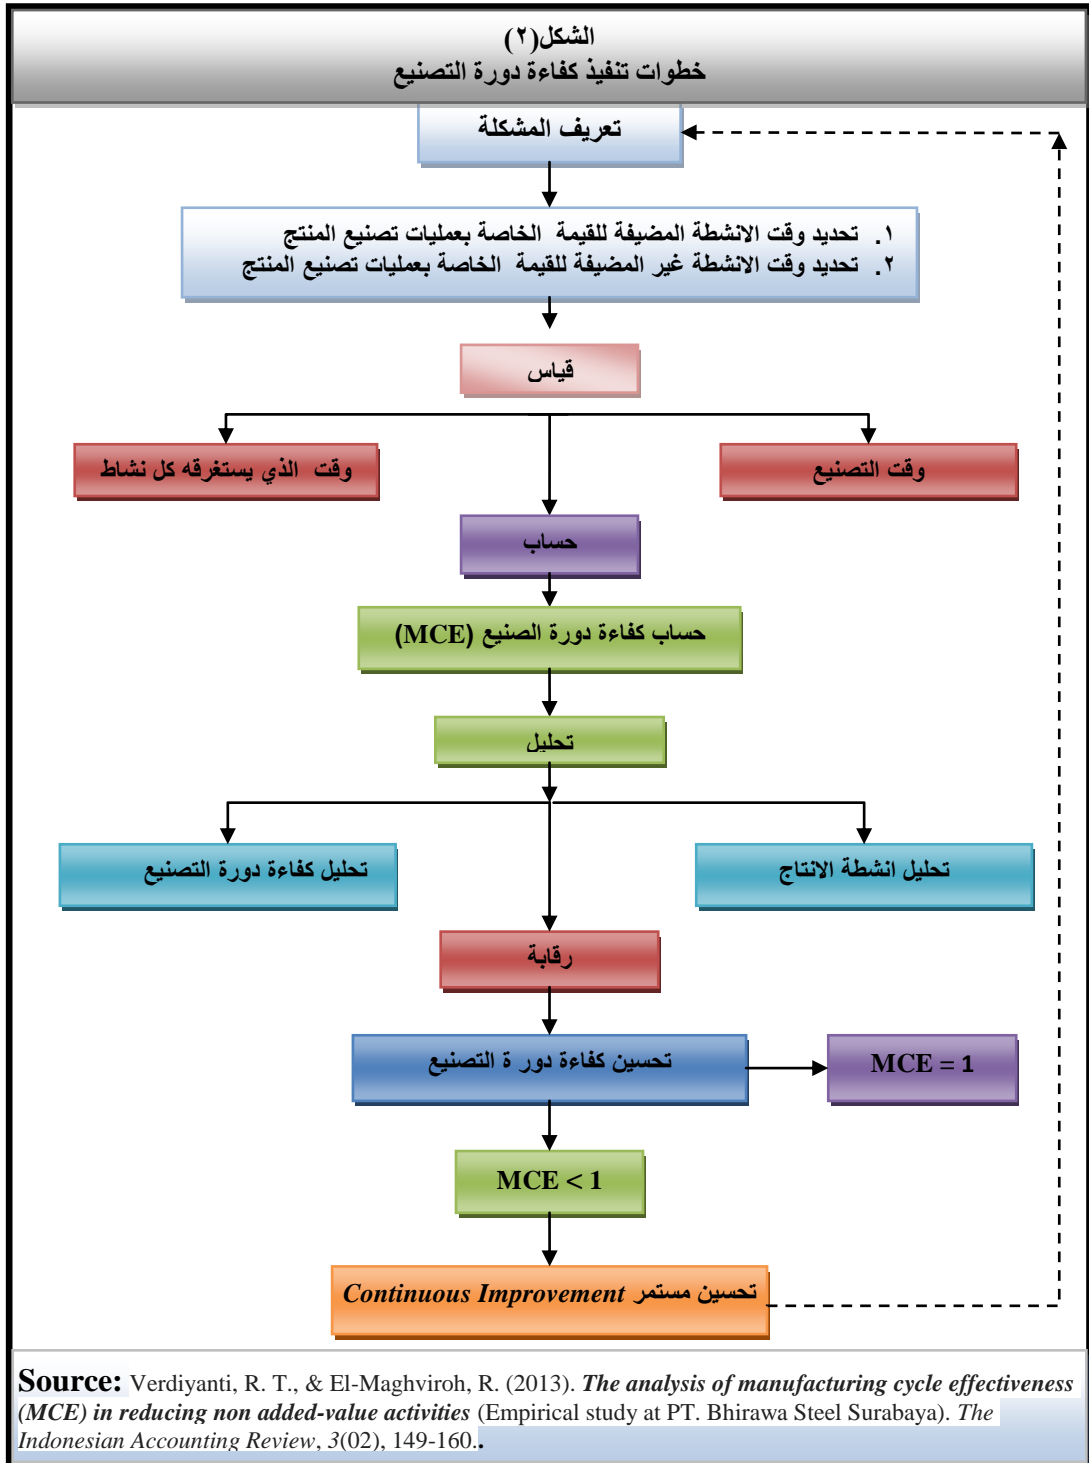 الشكل(٢)
خطوات تنفيذ كفاءة دورة التصنيع
تعريف المشكلة
١. تحديد وقت الانشطة المضيفة للقيمة الخاصة بعمليات تصنيع المنتج
٢. تحديد وقت الانشطة غير المضيفة للقيمة الخاصة بعمليات تصنيع المنتج
قياس
وقت التصنيع
وقت الذي يستغرقه كل نشاط
حساب
حساب كفاءة دورة الصنيع (MCE)
تحليل
تحليل انشطة الانتاج
تحليل كفاءة دورة التصنيع
رقابة
تحسين كفاءة دور ة التصنيع
MCE = 1
MCE < 1
تحسين مستمر Continuous Improvement
Source: Verdiyanti, R. T., & El-Maghviroh, R. (2013). The analysis of manufacturing cycle effectiveness
(MCE) in reducing non added-value activities (Empirical study at PT. Bhirawa Steel Surabaya). The
Indonesian Accounting Review, 3(02), 149-160..